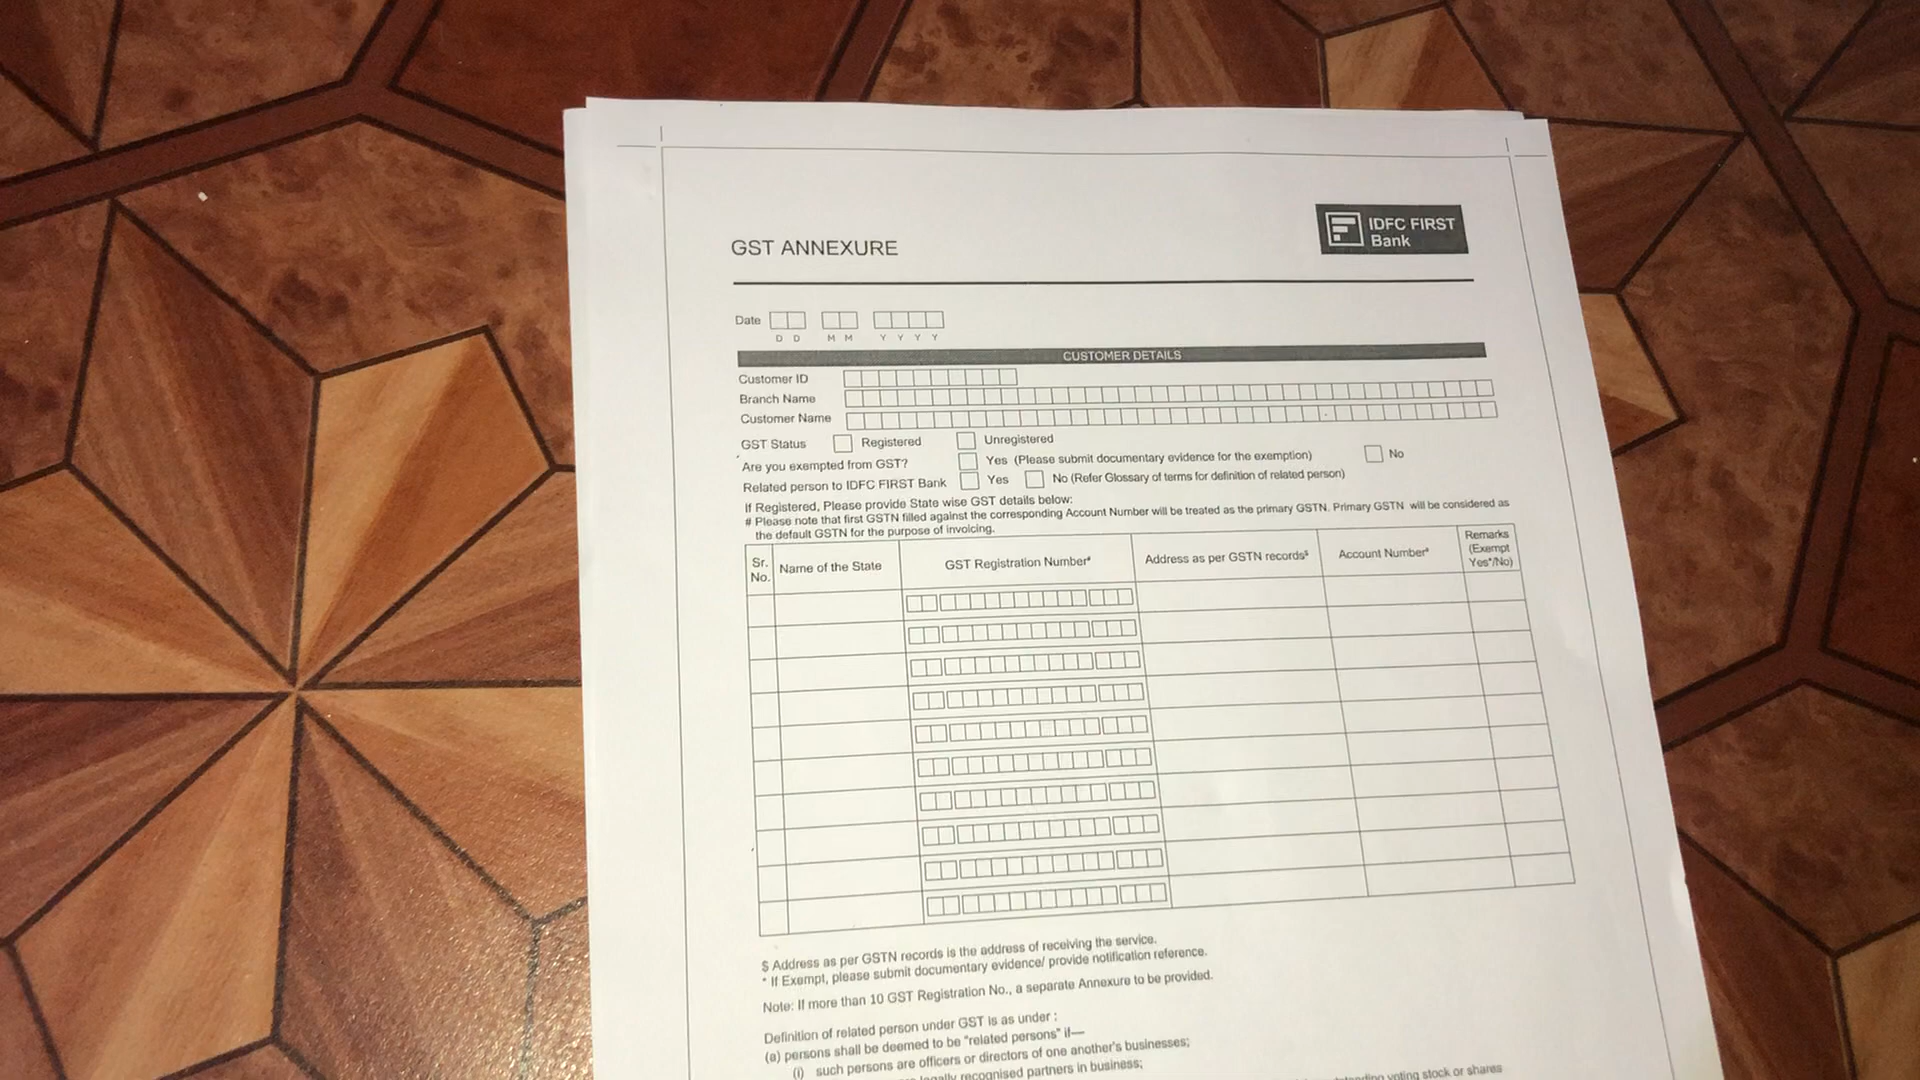 IDFC FIRST
Bank
GST ANNEXURE
Date
D D M M Y Y Y Y
CUSTOMER DETAILS
Customer ID
Branch Name
Customer Name
GST Status Registered Unregistered
Are you exempted from GST? Yes (Please submit documentary evidence for the exemption) No
Related person to IDFC FIRST Bank Yes No (Refer Glossary of terms for definition of related person)
If Registered, Please provide State wise GST details below:
# Please note that first GSTN filled against the corresponding Account Number will be treated as the primary GSTN. Primary GSTN will be considered as
the default GSTN for the purpose of invoicing.
Sr. No. Name of the State GST Registration Number# Address as per GSTN records$ Account Number# Remarks (Exempt Yes*/No)
$ Address as per GSTN records is the address of receiving the service.
* If Exempt, please submit documentary evidence/ provide notification reference.
Note: If more than 10 GST Registration No., a separate Annexure to be provided.
Definition of related person under GST is as under :
(a) persons shall be deemed to be "related persons" if—
(i) such persons are officers or directors of one another's businesses;
legally recognised partners in business;
voting stock or shares